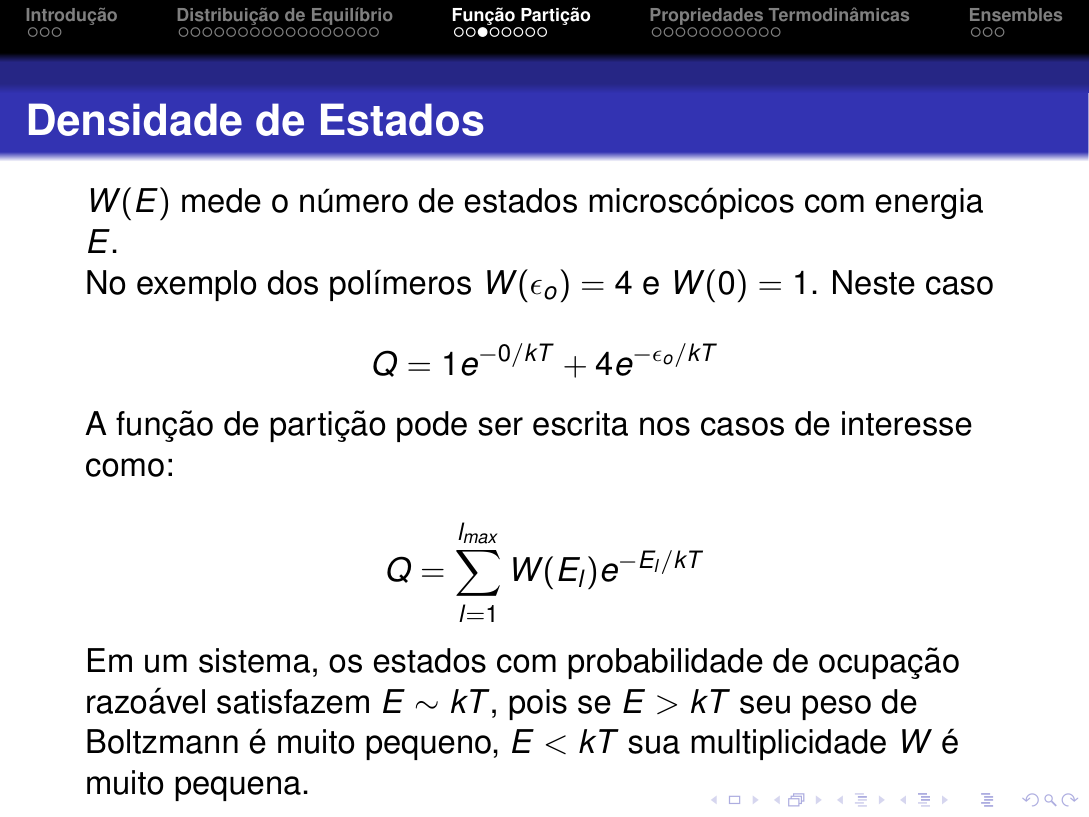 Introdução Distribuição de Equilíbrio Função Partição Propriedades Termodinâmicas Ensembles
Densidade de Estados
W(E) mede o número de estados microscópicos com energia
E.
No exemplo dos polímeros W(ϵₒ) = 4 e W(0) = 1. Neste caso
Q = 1e^{−0/kT} + 4e^{−ϵₒ/kT}
A função de partição pode ser escrita nos casos de interesse
como:
Q = \sum_{l=1}^{l_{max}} W(E_l)e^{−E_l/kT}
Em um sistema, os estados com probabilidade de ocupação
razoável satisfazem E ∼ kT, pois se E > kT seu peso de
Boltzmann é muito pequeno, E < kT sua multiplicidade W é
muito pequena.